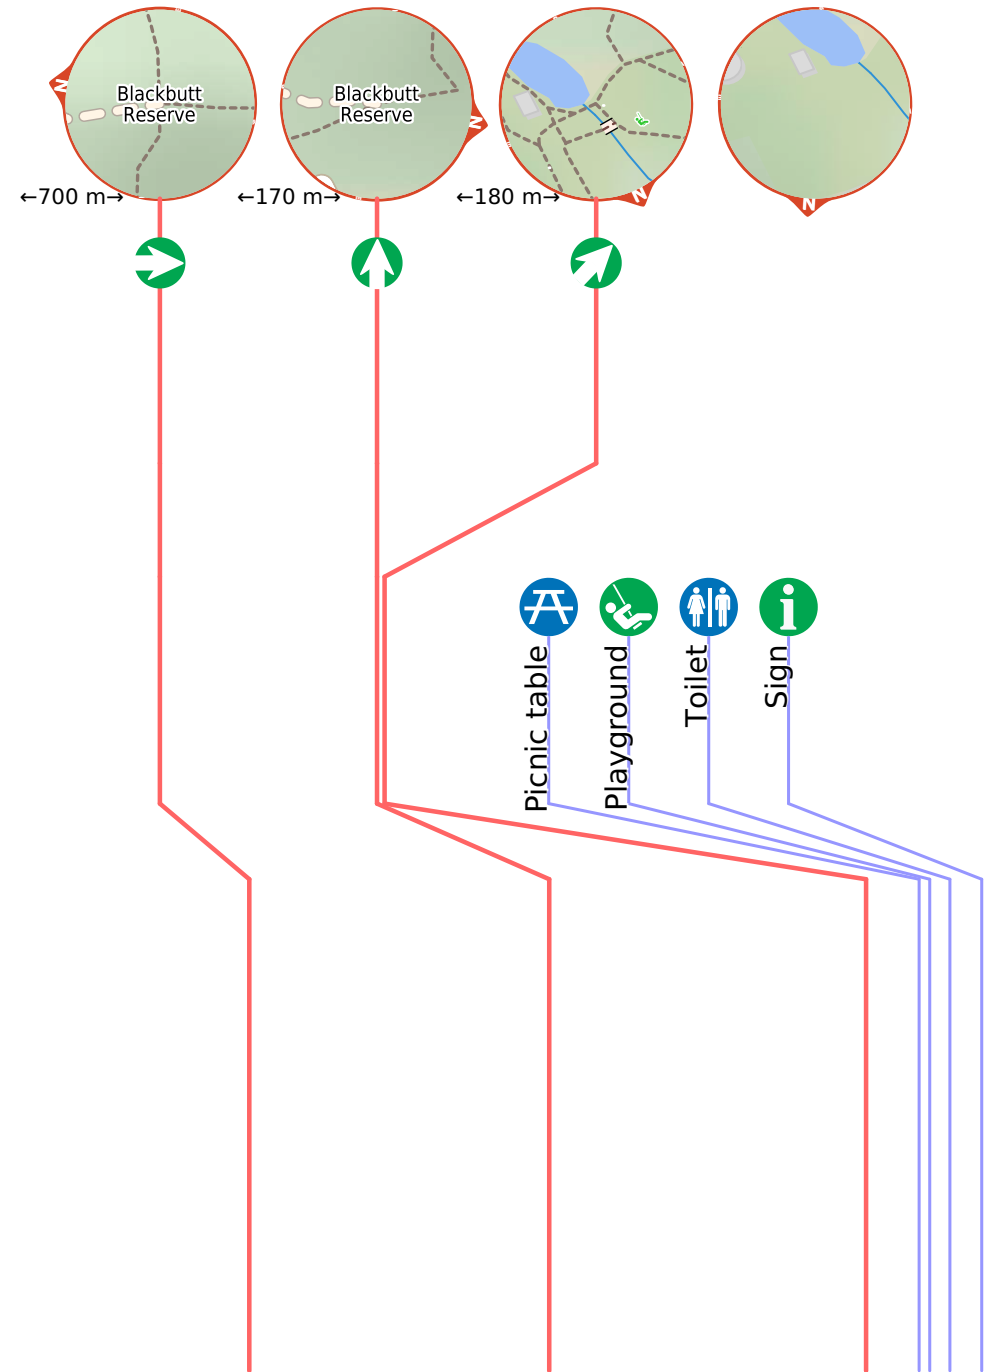 N
Blackbutt
Reserve
Blackbutt
Reserve
N
N
N
←700 m→
←170 m→
←180 m→
Picnic table
Playground
Toilet
Sign